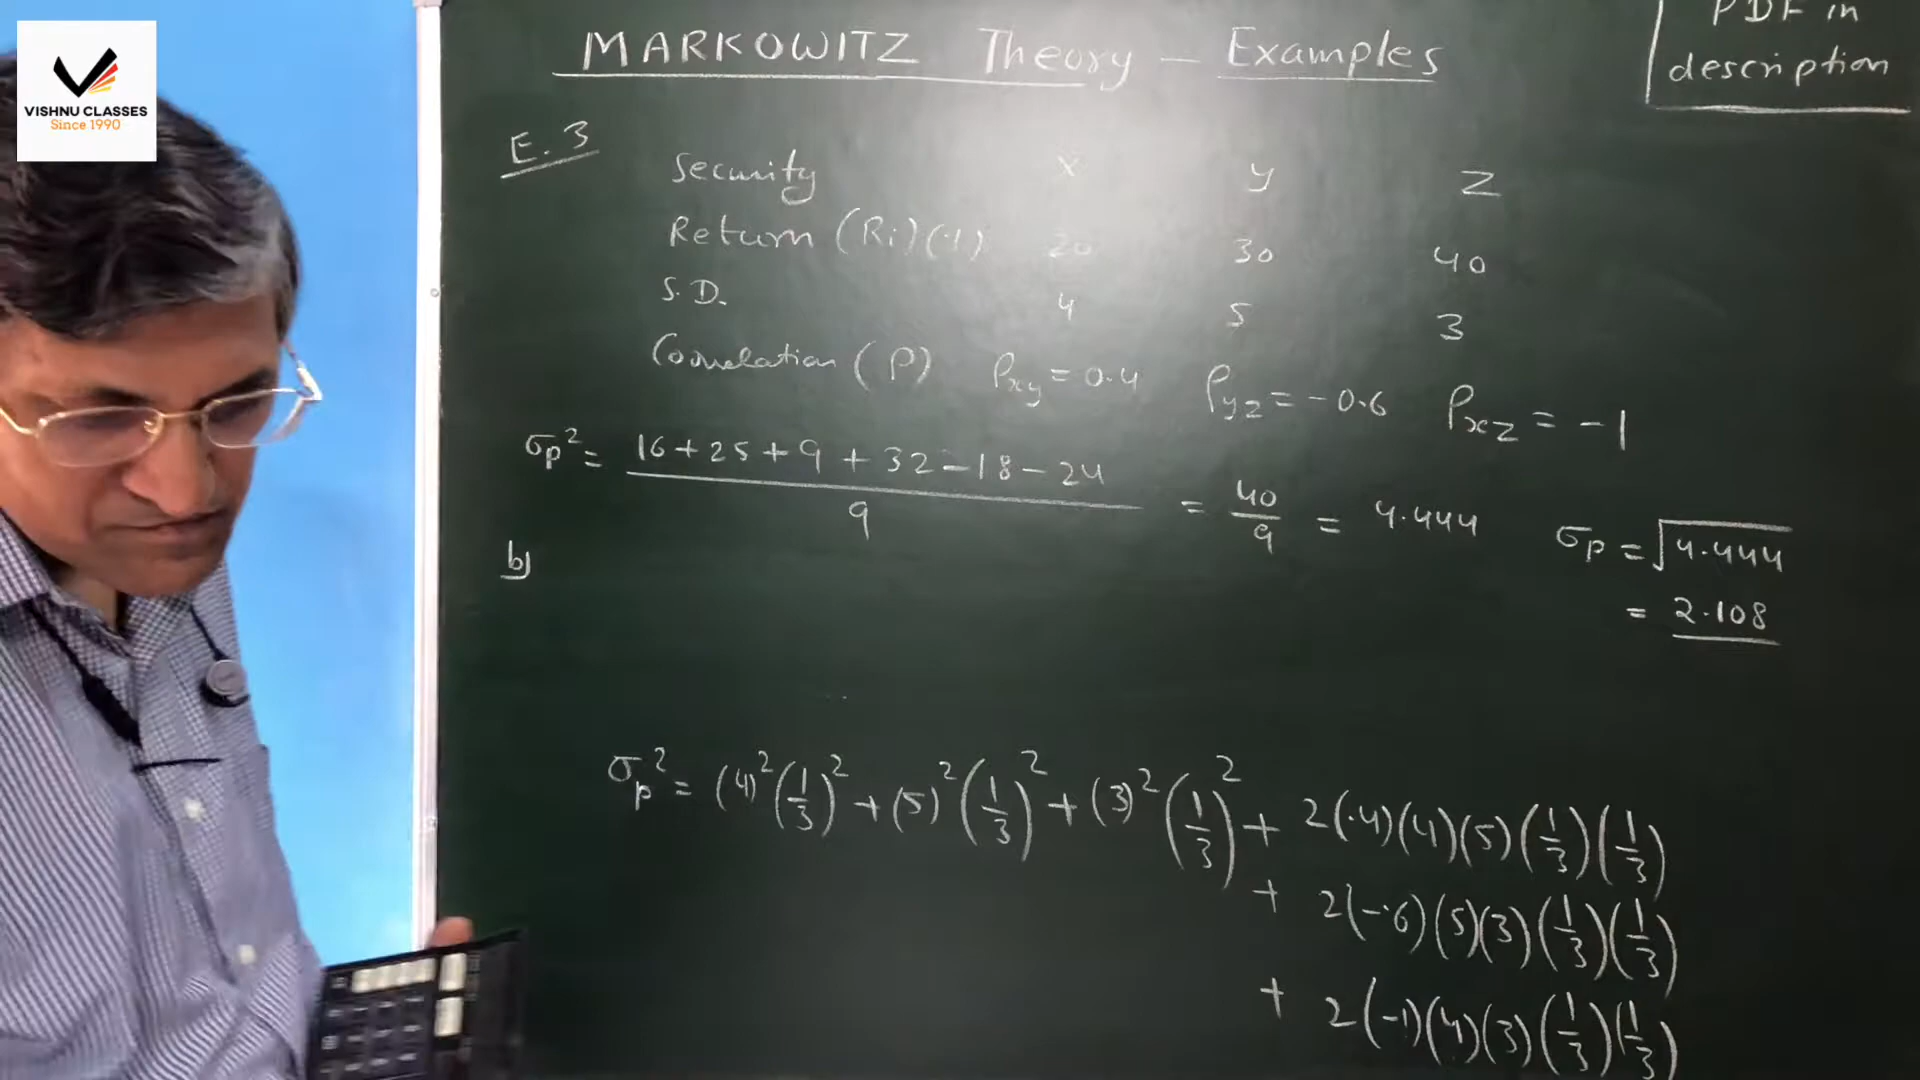 VISHNU CLASSES
Since 1990
MARKOWITZ Theory – Examples
PDF in
description
E.3
Security X Y Z
Return (Ri)(%) 20 30 40
S.D. 4 5 3
Correlation (ρ) ρxy = 0.4 ρyz = -0.6 ρxz = -1
σp² = (16+25+9+32-18-24)/9 = 40/9 = 4.444 σp = √4.444
= 2.108
b)
σp² = (4)²(1/3)² + (5)²(1/3)² + (3)²(1/3)² + 2(.4)(4)(5)(1/3)(1/3)
+ 2(-.6)(5)(3)(1/3)(1/3)
+ 2(-1)(4)(3)(1/3)(1/3)